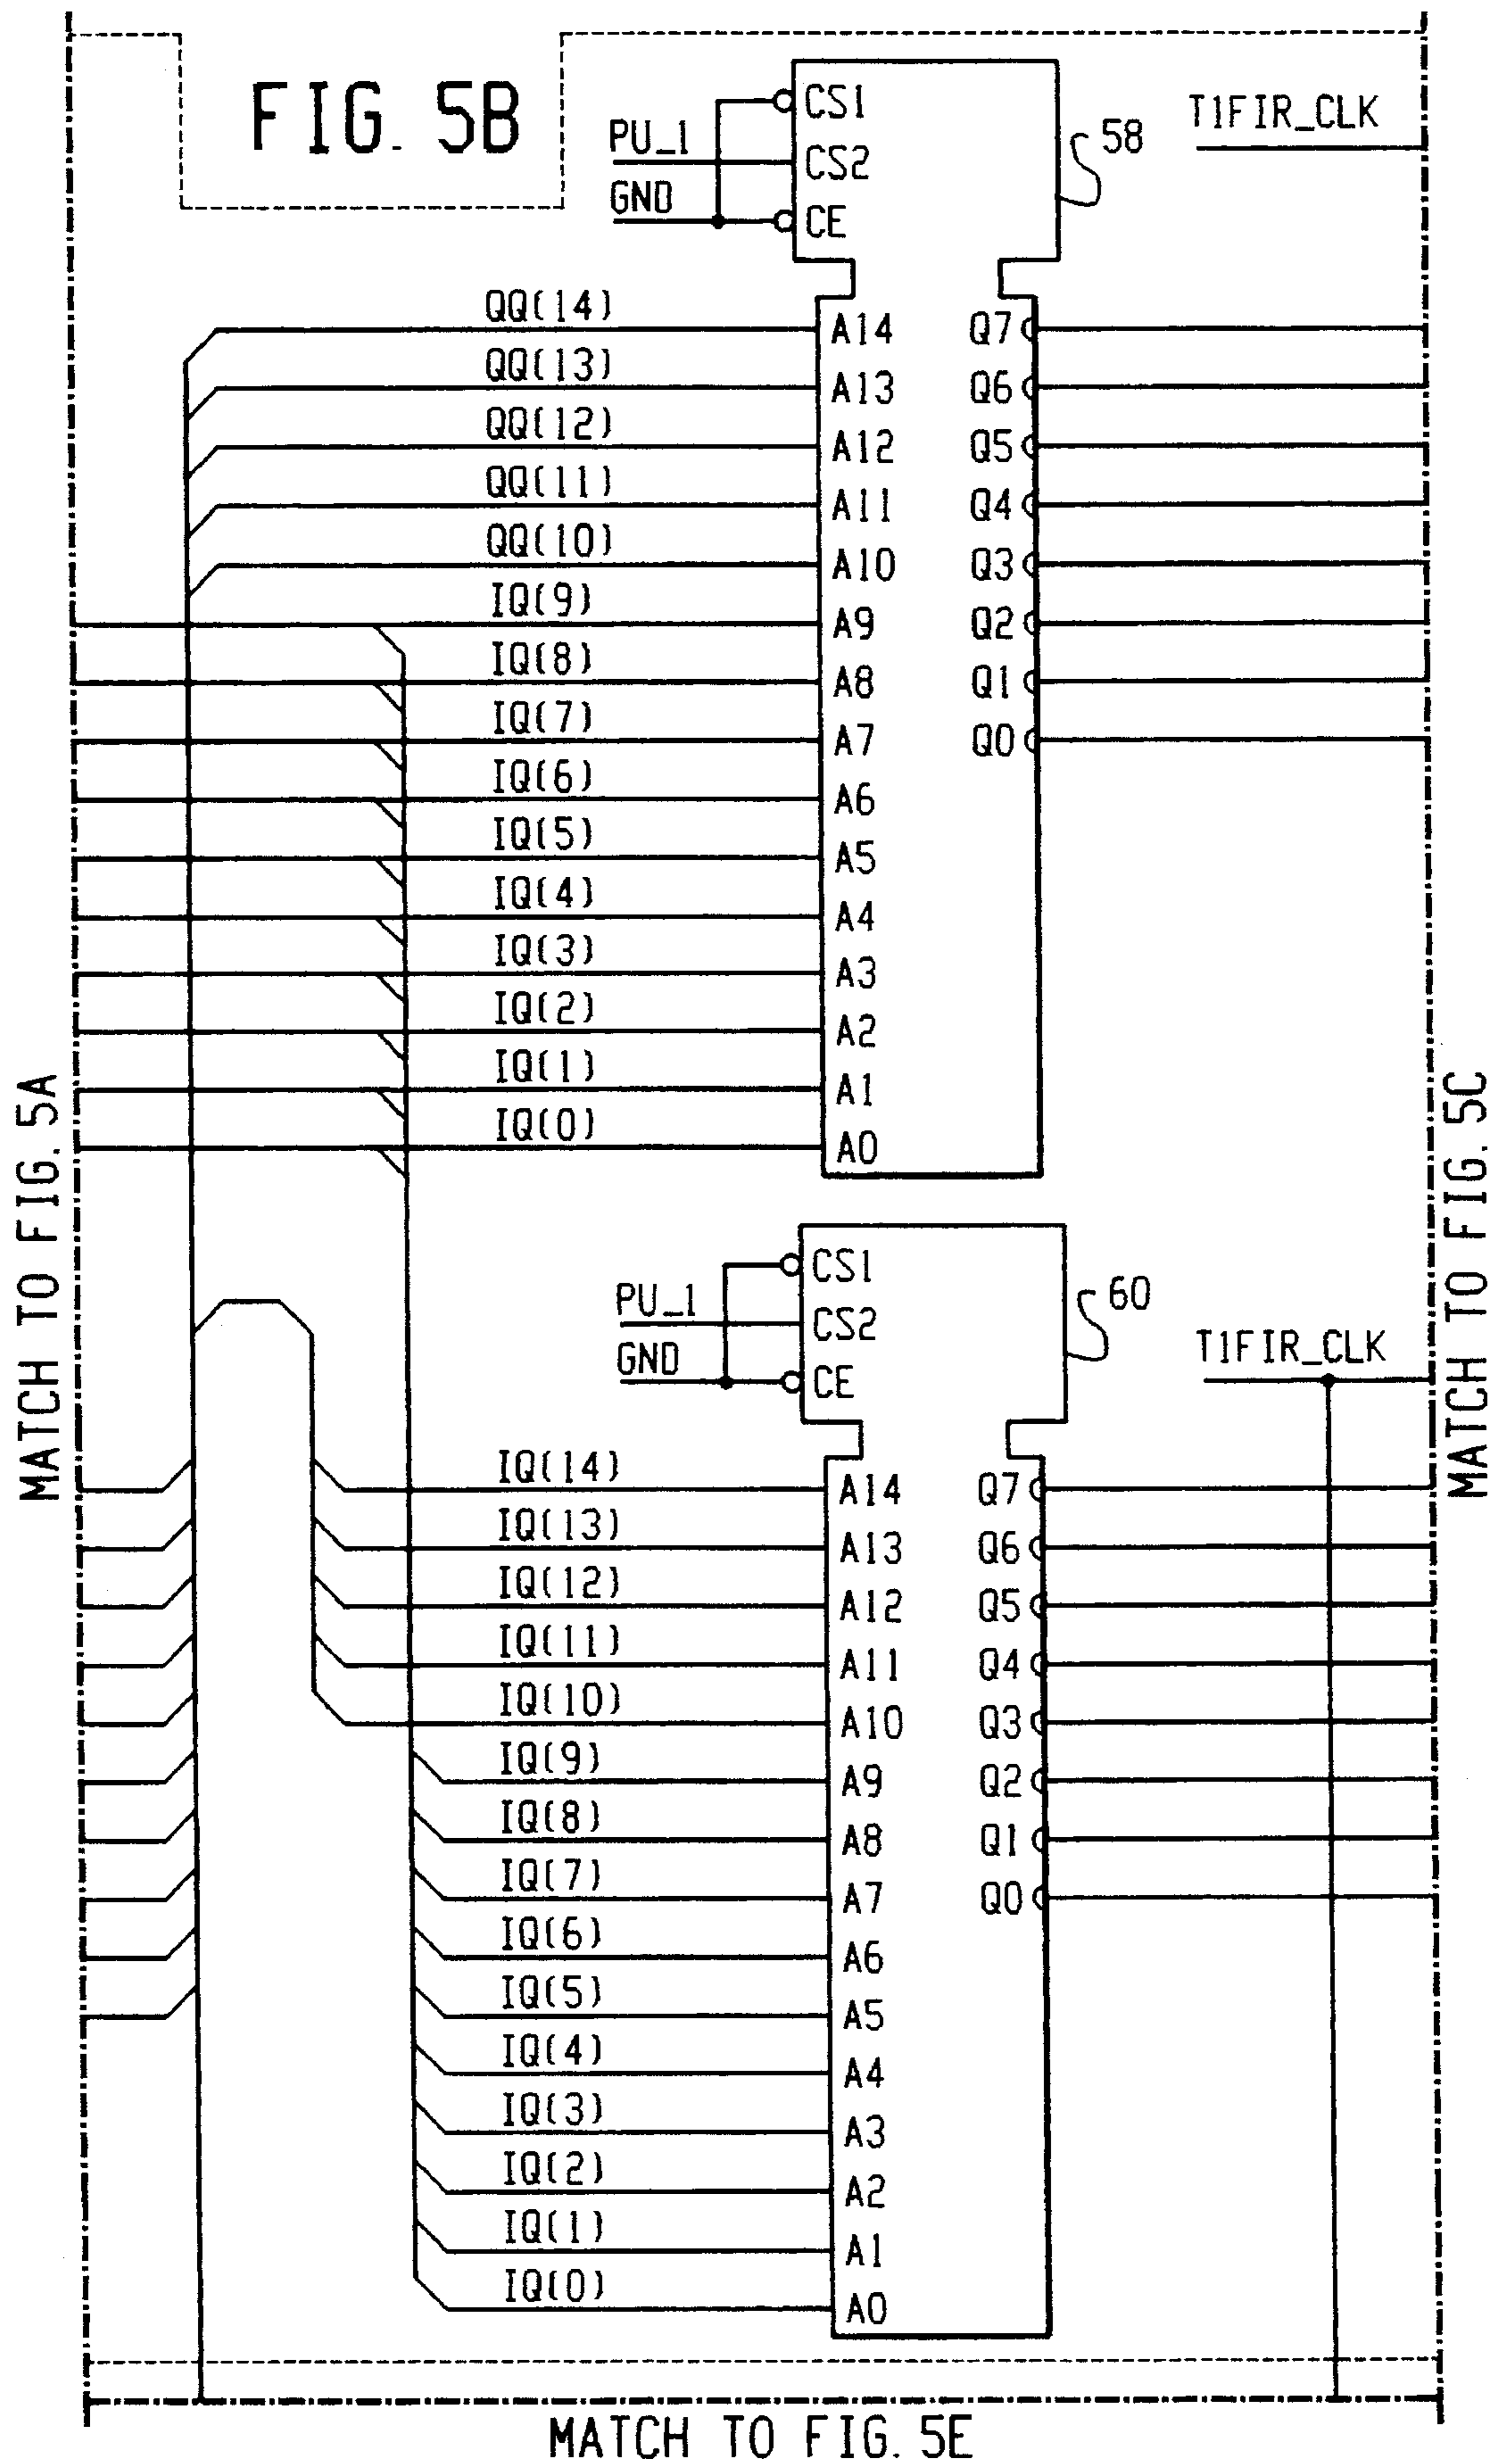 FIG. 5B
T1FIR_CLK
58
PU_1
GND
CS1
CS2
CE
QQ(14) A14 Q7
QQ(13) A13 Q6
QQ(12) A12 Q5
QQ(11) A11 Q4
QQ(10) A10 Q3
IQ(9) A9 Q2
IQ(8) A8 Q1
IQ(7) A7 Q0
IQ(6) A6
IQ(5) A5
IQ(4) A4
IQ(3) A3
IQ(2) A2
IQ(1) A1
IQ(0) A0
MATCH TO FIG. 5A
MATCH TO FIG. 5C
60
PU_1
GND
CS1
CS2
CE
T1FIR_CLK
IQ(14) A14 Q7
IQ(13) A13 Q6
IQ(12) A12 Q5
IQ(11) A11 Q4
IQ(10) A10 Q3
IQ(9) A9 Q2
IQ(8) A8 Q1
IQ(7) A7 Q0
IQ(6) A6
IQ(5) A5
IQ(4) A4
IQ(3) A3
IQ(2) A2
IQ(1) A1
IQ(0) A0
MATCH TO FIG. 5E